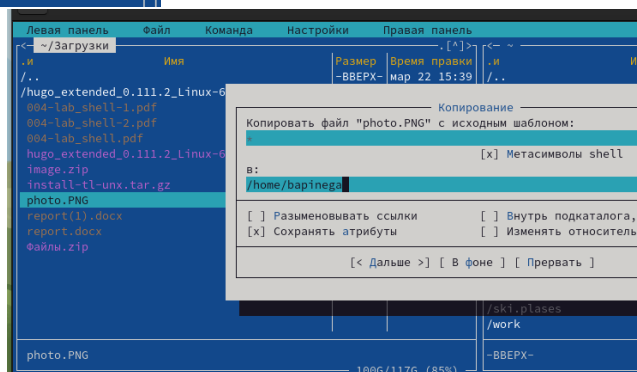 Левая панель Файл Команда Настройки Правая панель
<- ~/Загрузки .[^]>
<- ~
.и Имя Размер Время правки
.и И
/.. -ВВЕРХ- мар 22 15:39
/..
/hugo_extended_0.111.2_Linux-6
004-lab_shell-1.pdf
004-lab_shell-2.pdf
004-lab_shell.pdf
hugo_extended_0.111.2_Linux-6
image.zip
install-tl-unx.tar.gz
photo.PNG
report(1).docx
report.docx
Файлы.zip
Копирование
Копировать файл "photo.PNG" с исходным шаблоном:
*
[x] Метасимволы shell
в:
/home/bapinega
[ ] Разыменовывать ссылки [ ] Внутрь подкаталога,
[x] Сохранять атрибуты [ ] Изменять относитель
[< Дальше >] [ В фоне ] [ Прервать ]
/ski.plases
/work
photo.PNG
-ВВЕРХ-
100G/117G (85%)